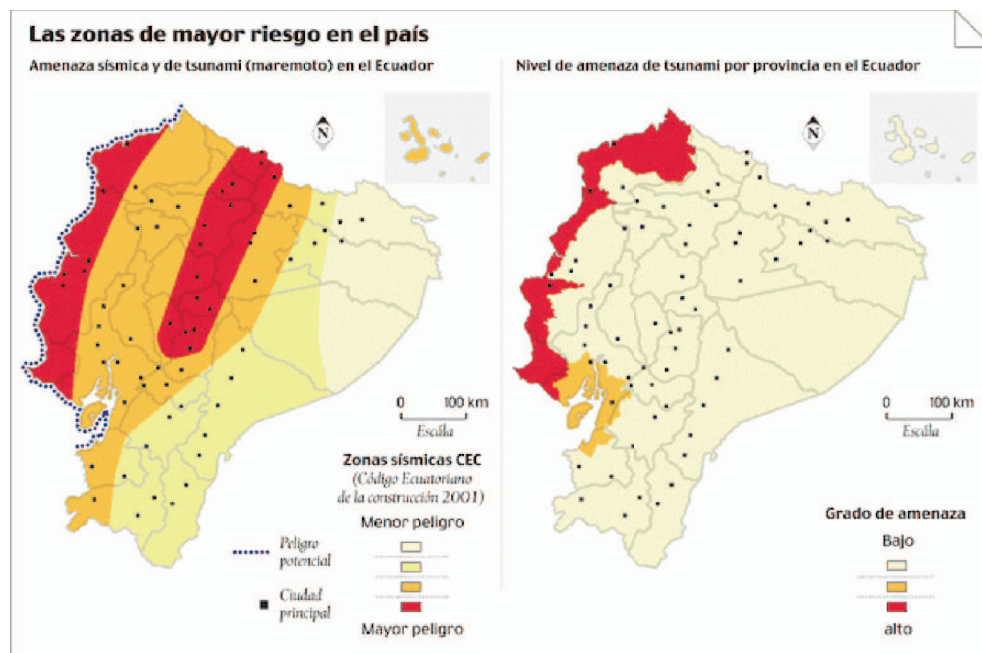 Las zonas de mayor riesgo en el país
Amenaza sísmica y de tsunami (maremoto) en el Ecuador
N
0 100 km
Escála
Zonas sísmicas CEC
(Código Ecuatoriano
de la construcción 2001)
Menor peligro
Mayor peligro
Peligro
potencial
Ciudad
principal
Nivel de amenaza de tsunami por provincia en el Ecuador
N
0 100 km
Escála
Grado de amenaza
Bajo
alto